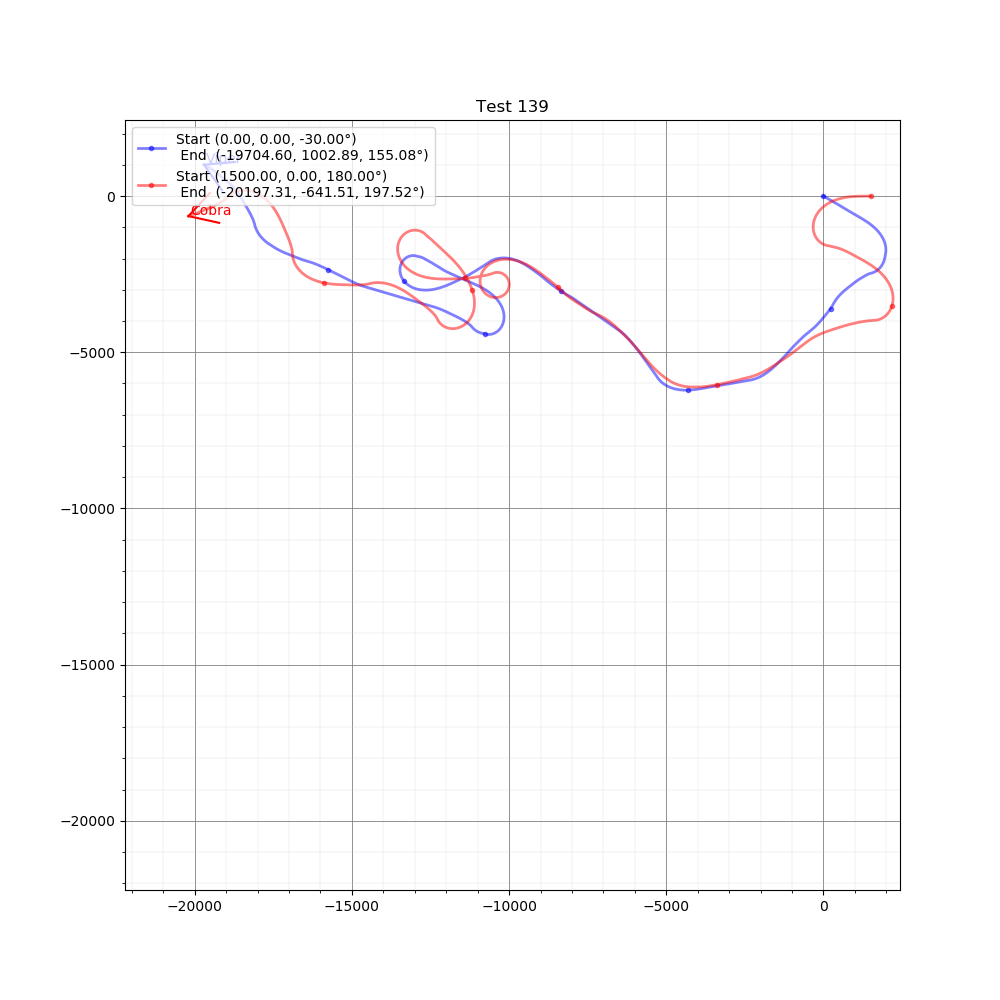 Test 139
Start (0.00, 0.00, -30.00°)
End (-19704.60, 1002.89, 155.08°)
Start (1500.00, 0.00, 180.00°)
End (-20197.31, -641.51, 197.52°)
Cobra
0
−5000
−10000
−15000
−20000
−20000 −15000 −10000 −5000 0